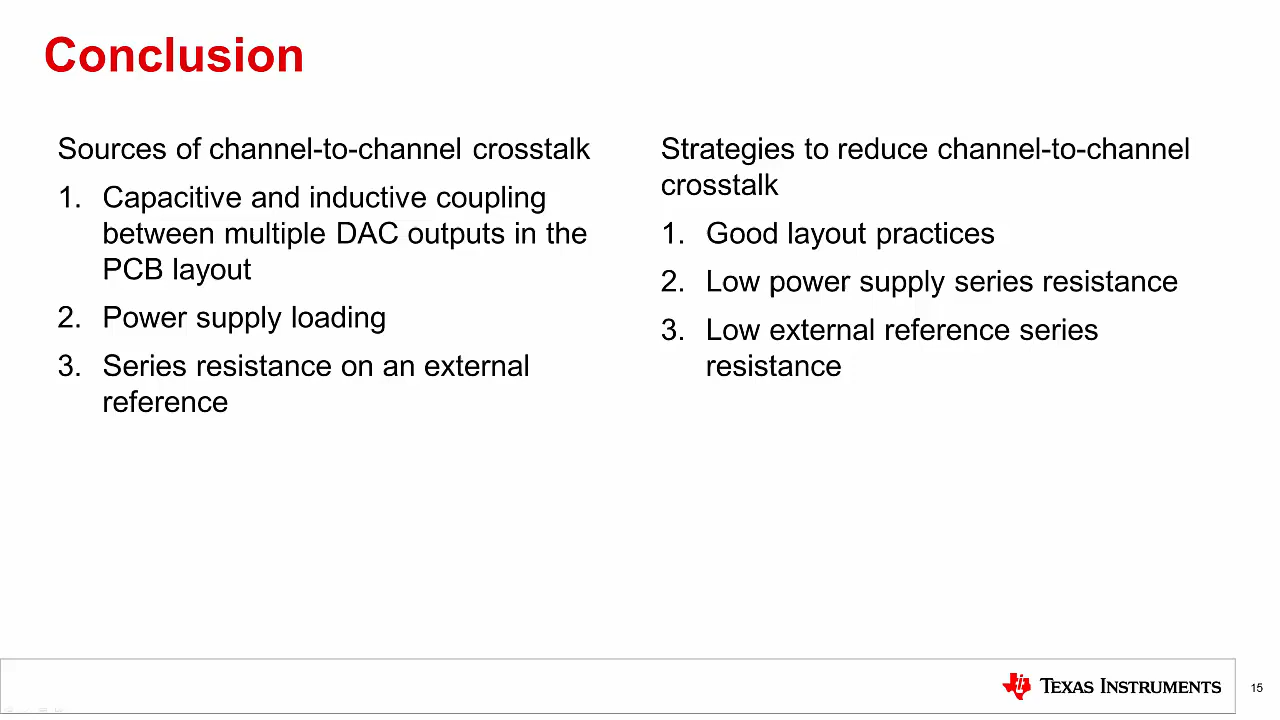 Conclusion
Sources of channel-to-channel crosstalk
1. Capacitive and inductive coupling
between multiple DAC outputs in the
PCB layout
2. Power supply loading
3. Series resistance on an external
reference
Strategies to reduce channel-to-channel
crosstalk
1. Good layout practices
2. Low power supply series resistance
3. Low external reference series
resistance
TEXAS INSTRUMENTS
15